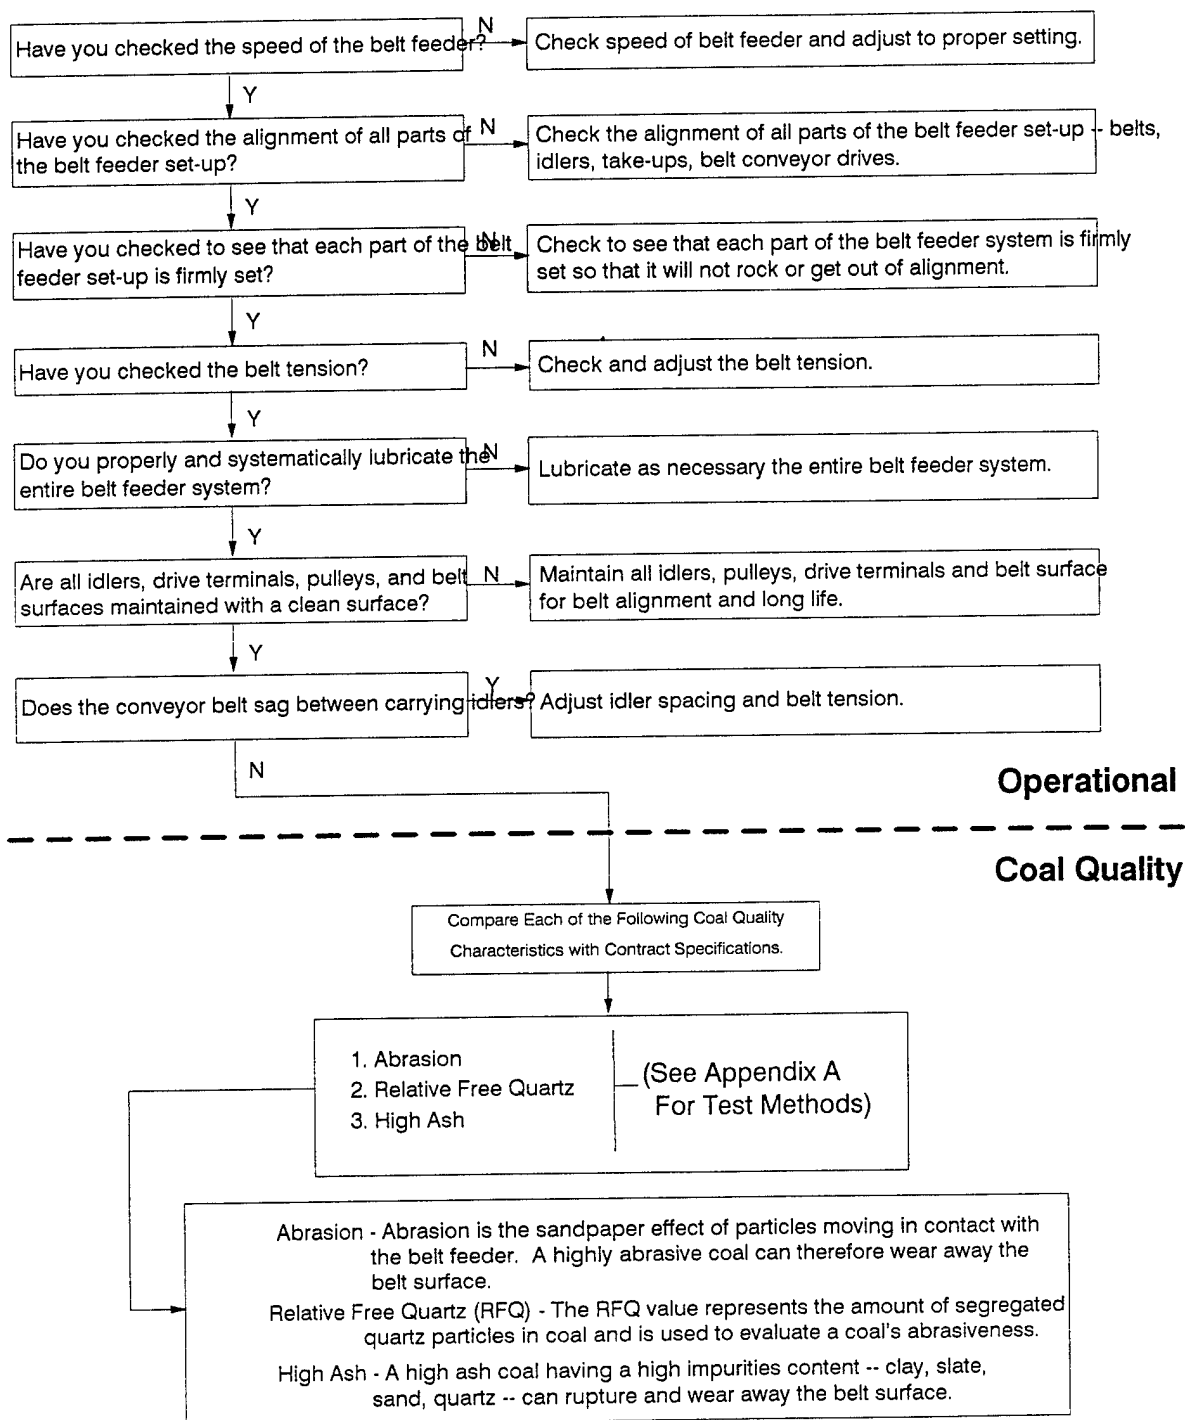 Have you checked the speed of the belt feeder?
N
Check speed of belt feeder and adjust to proper setting.
Y
Have you checked the alignment of all parts of
the belt feeder set-up?
N
Check the alignment of all parts of the belt feeder set-up -- belts,
idlers, take-ups, belt conveyor drives.
Y
Have you checked to see that each part of the belt
feeder set-up is firmly set?
N
Check to see that each part of the belt feeder system is firmly
set so that it will not rock or get out of alignment.
Y
Have you checked the belt tension?
N
Check and adjust the belt tension.
Y
Do you properly and systematically lubricate the
entire belt feeder system?
N
Lubricate as necessary the entire belt feeder system.
Y
Are all idlers, drive terminals, pulleys, and belt
surfaces maintained with a clean surface?
N
Maintain all idlers, pulleys, drive terminals and belt surface
for belt alignment and long life.
Y
Does the conveyor belt sag between carrying idlers?
Y
Adjust idler spacing and belt tension.
N
Operational
Coal Quality
Compare Each of the Following Coal Quality
Characteristics with Contract Specifications.
1. Abrasion
2. Relative Free Quartz
3. High Ash
(See Appendix A
For Test Methods)
Abrasion - Abrasion is the sandpaper effect of particles moving in contact with
the belt feeder. A highly abrasive coal can therefore wear away the
belt surface.
Relative Free Quartz (RFQ) - The RFQ value represents the amount of segregated
quartz particles in coal and is used to evaluate a coal's abrasiveness.
High Ash - A high ash coal having a high impurities content -- clay, slate,
sand, quartz -- can rupture and wear away the belt surface.